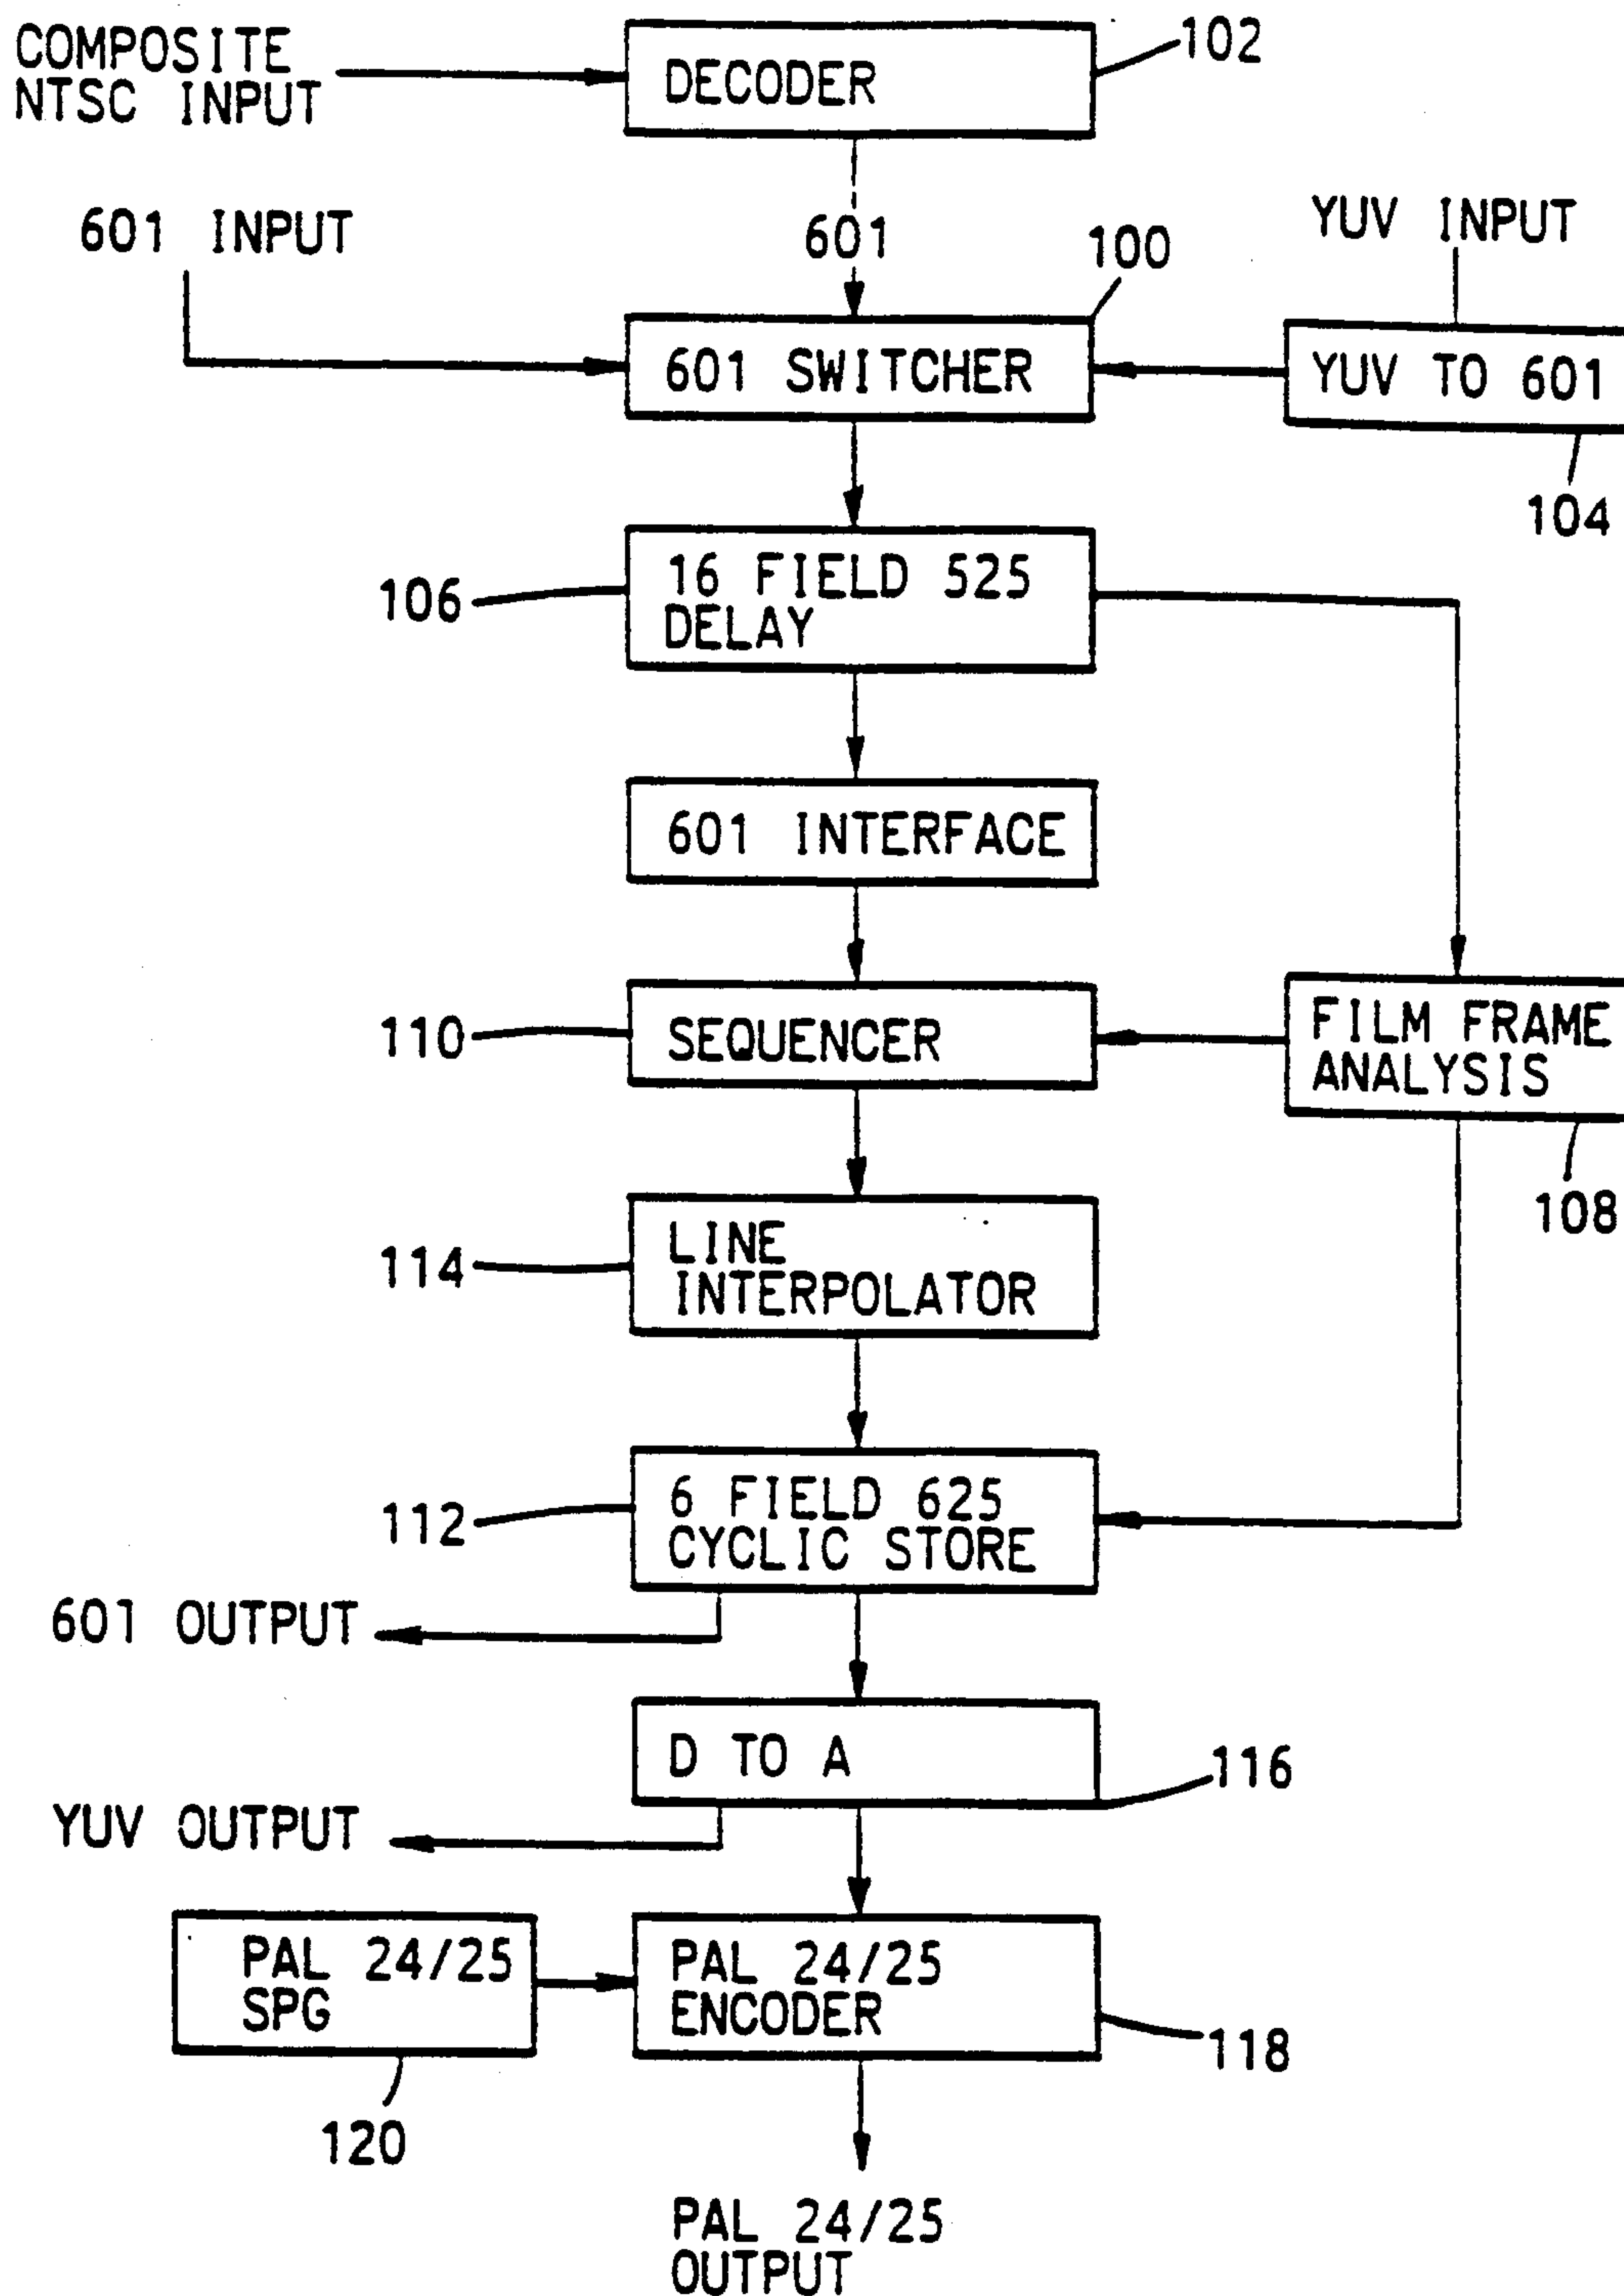 COMPOSITE
NTSC INPUT
DECODER
102
601 INPUT
601
100
YUV INPUT
601 SWITCHER
YUV TO 601
104
106
16 FIELD 525
DELAY
601 INTERFACE
110
SEQUENCER
FILM FRAME
ANALYSIS
108
114
LINE
INTERPOLATOR
112
6 FIELD 625
CYCLIC STORE
601 OUTPUT
D TO A
116
YUV OUTPUT
PAL 24/25
SPG
PAL 24/25
ENCODER
118
120
PAL 24/25
OUTPUT